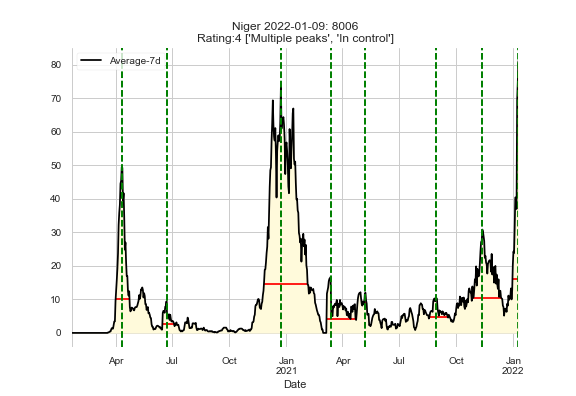 Niger 2022-01-09: 8006
Rating:4 ['Multiple peaks', 'In control']
Average-7d
80
70
60
50
40
30
20
10
0
Apr
Jul
Oct
Jan
2021
Apr
Jul
Oct
Jan
2022
Date